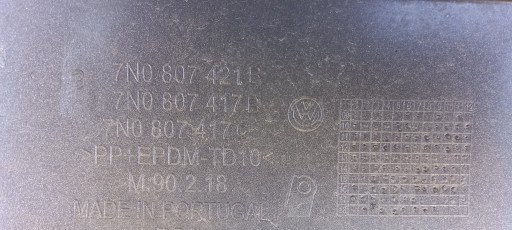 7N0 807 421
7N0 807 417
7N0 807 417
>PP+EPDM-TD10<
M.90.2.18
MADE IN PORTUGAL